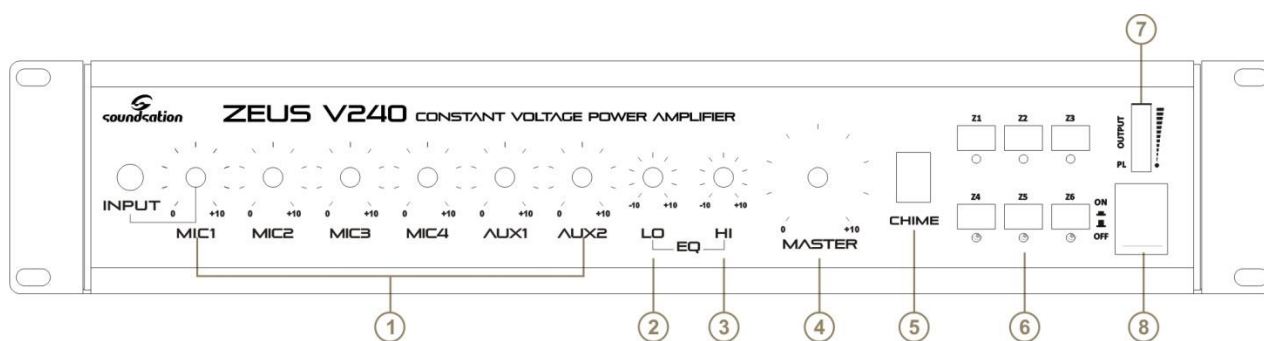 7
soundsation ZEUS V240 CONSTANT VOLTAGE POWER AMPLIFIER
Z1 Z2 Z3
OUTPUT
PL
INPUT
0 +10 0 +10 0 +10 0 +10 0 +10 0 +10 -10 +10 -10 +10
MIC1 MIC2 MIC3 MIC4 AUX1 AUX2 LO HI
EQ
0 +10
MASTER
CHIME
Z4 Z5 Z6
ON
OFF
1 2 3 4 5 6 8